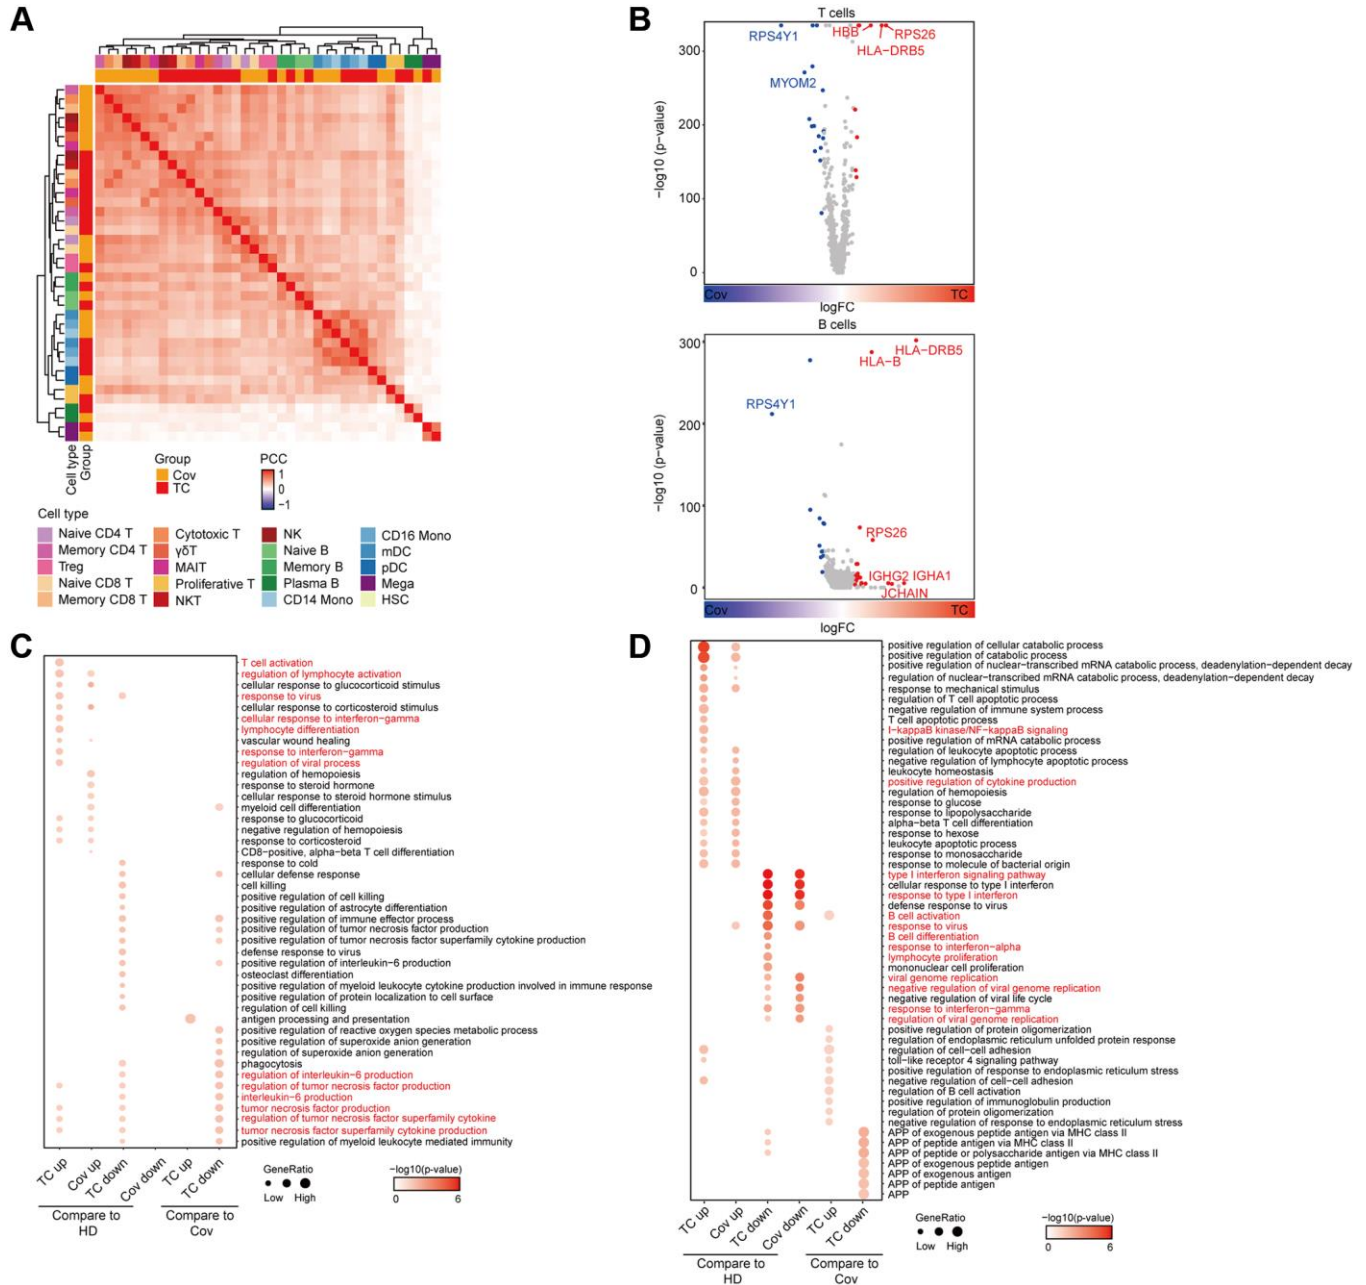 A
Cell type
Group
Group
Cov
TC
PCC
1
0
−1
Cell type
Naive CD4 T
Memory CD4 T
Treg
Naive CD8 T
Memory CD8 T
Cytotoxic T
γδT
MAIT
Proliferative T
NKT
NK
Naive B
Memory B
Plasma B
CD14 Mono
CD16 Mono
mDC
pDC
Mega
HSC
B
T cells
−log10 (p−value)
300
200
100
0
RPS4Y1
MYOM2
HBB
RPS26
HLA−DRB5
Cov
TC
logFC
B cells
−log10 (p−value)
300
200
100
0
HLA−DRB5
HLA−B
RPS4Y1
RPS26
IGHG2 IGHA1
JCHAIN
Cov
TC
logFC
C
T cell activation
regulation of lymphocyte activation
cellular response to glucocorticoid stimulus
response to virus
cellular response to corticosteroid stimulus
cellular response to interferon−gamma
lymphocyte differentiation
vascular wound healing
response to interferon−gamma
regulation of viral process
regulation of hemopoiesis
response to steroid hormone
cellular response to steroid hormone stimulus
myeloid cell differentiation
response to glucocorticoid
negative regulation of hemopoiesis
response to corticosteroid
CD8−positive, alpha−beta T cell differentiation
response to cold
cellular defense response
cell killing
positive regulation of cell killing
positive regulation of astrocyte differentiation
positive regulation of immune effector process
positive regulation of tumor necrosis factor production
positive regulation of tumor necrosis factor superfamily cytokine production
defense response to virus
positive regulation of interleukin−6 production
osteoclast differentiation
positive regulation of myeloid leukocyte cytokine production involved in immune response
positive regulation of protein localization to cell surface
regulation of cell killing
antigen processing and presentation
positive regulation of reactive oxygen species metabolic process
positive regulation of superoxide anion generation
regulation of superoxide anion generation
phagocytosis
regulation of interleukin−6 production
regulation of tumor necrosis factor production
interleukin−6 production
tumor necrosis factor production
regulation of tumor necrosis factor superfamily cytokine
tumor necrosis factor superfamily cytokine production
positive regulation of myeloid leukocyte mediated immunity
TC up
Cov up
TC down
Cov down
TC up
TC down
Compare to
HD
Compare to
Cov
GeneRatio
Low High
−log10(p−value)
0 6
D
positive regulation of cellular catabolic process
positive regulation of catabolic process
positive regulation of nuclear−transcribed mRNA catabolic process, deadenylation−dependent decay
regulation of nuclear−transcribed mRNA catabolic process, deadenylation−dependent decay
response to mechanical stimulus
regulation of T cell apoptotic process
negative regulation of immune system process
T cell apoptotic process
I−kappaB kinase/NF−kappaB signaling
positive regulation of mRNA catabolic process
regulation of leukocyte apoptotic process
negative regulation of lymphocyte apoptotic process
leukocyte homeostasis
positive regulation of cytokine production
regulation of hemopoiesis
response to glucose
response to lipopolysaccharide
alpha−beta T cell differentiation
response to hexose
leukocyte apoptotic process
response to monosaccharide
response to molecule of bacterial origin
type I interferon signaling pathway
cellular response to type I interferon
response to type I interferon
defense response to virus
B cell activation
response to virus
B cell differentiation
response to interferon−alpha
lymphocyte proliferation
mononuclear cell proliferation
viral genome replication
negative regulation of viral genome replication
negative regulation of viral life cycle
response to interferon−gamma
regulation of viral genome replication
positive regulation of protein oligomerization
regulation of endoplasmic reticulum unfolded protein response
regulation of cell−cell adhesion
toll−like receptor 4 signaling pathway
positive regulation of response to endoplasmic reticulum stress
negative regulation of cell−cell adhesion
regulation of B cell activation
positive regulation of immunoglobulin production
regulation of protein oligomerization
negative regulation of response to endoplasmic reticulum stress
APP of exogenous peptide antigen via MHC class II
APP of peptide antigen via MHC class II
APP of peptide or polysaccharide antigen via MHC class II
APP of exogenous peptide antigen
APP of exogenous antigen
APP of peptide antigen
APP
TC up
Cov up
TC down
Cov down
TC up
TC down
Compare to
HD
Compare to
Cov
GeneRatio
Low High
−log10(p−value)
0 6